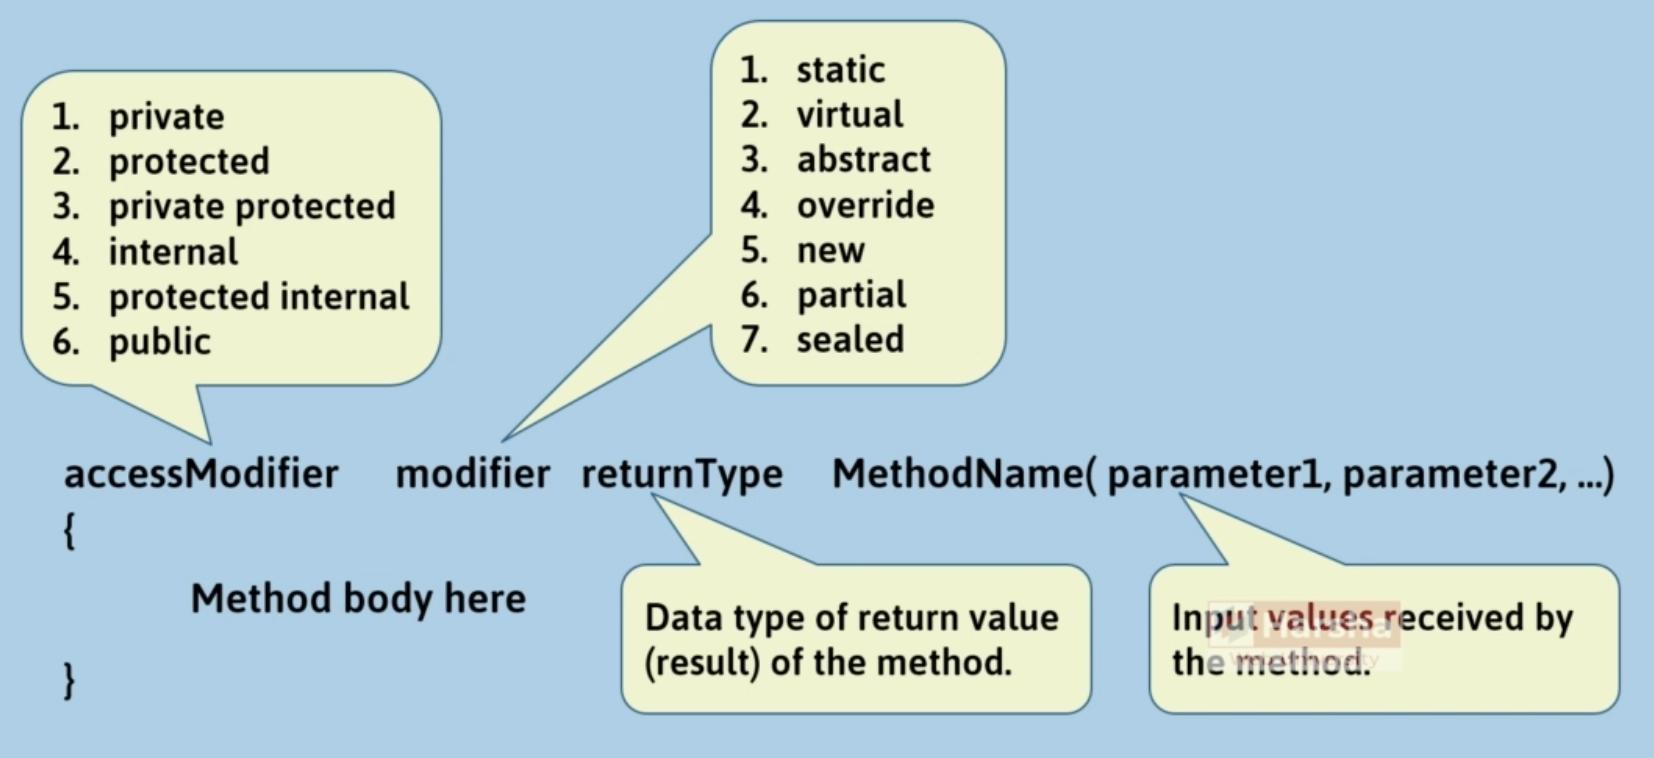 1. private
2. protected
3. private protected
4. internal
5. protected internal
6. public
1. static
2. virtual
3. abstract
4. override
5. new
6. partial
7. sealed
accessModifier modifier returnType MethodName( parameter1, parameter2, ...)
{
Method body here
}
Data type of return value
(result) of the method.
Input values received by
the method.
Harsha
Web University